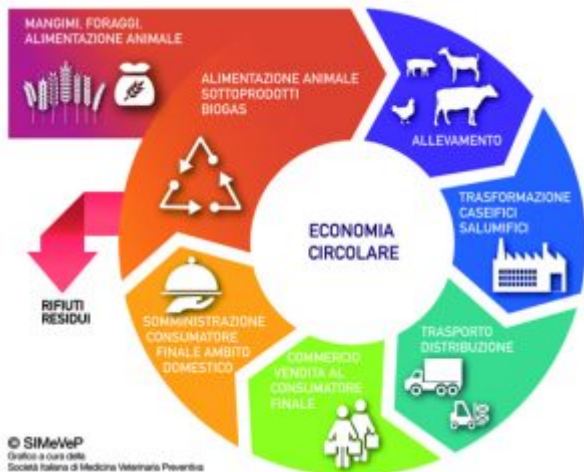 MANGIMI, FORAGGI,
ALIMENTAZIONE ANIMALE
ALIMENTAZIONE ANIMALE
SOTTOPRODOTTI
BIOGAS
ALLEVAMENTO
TRASFORMAZIONE
CASEIFICI
SALUMIFICI
ECONOMIA
CIRCOLARE
TRASPORTO
DISTRIBUZIONE
COMMERCIO
VENDITA AL
CONSUMATORE
FINALE
SOMMINISTRAZIONE
CONSUMATORE
FINALE AMBITO
DOMESTICO
RIFIUTI
RESIDUI
© SIMeVeP
Grafico a cura della
Società Italiana di Medicina Veterinaria Preventiva